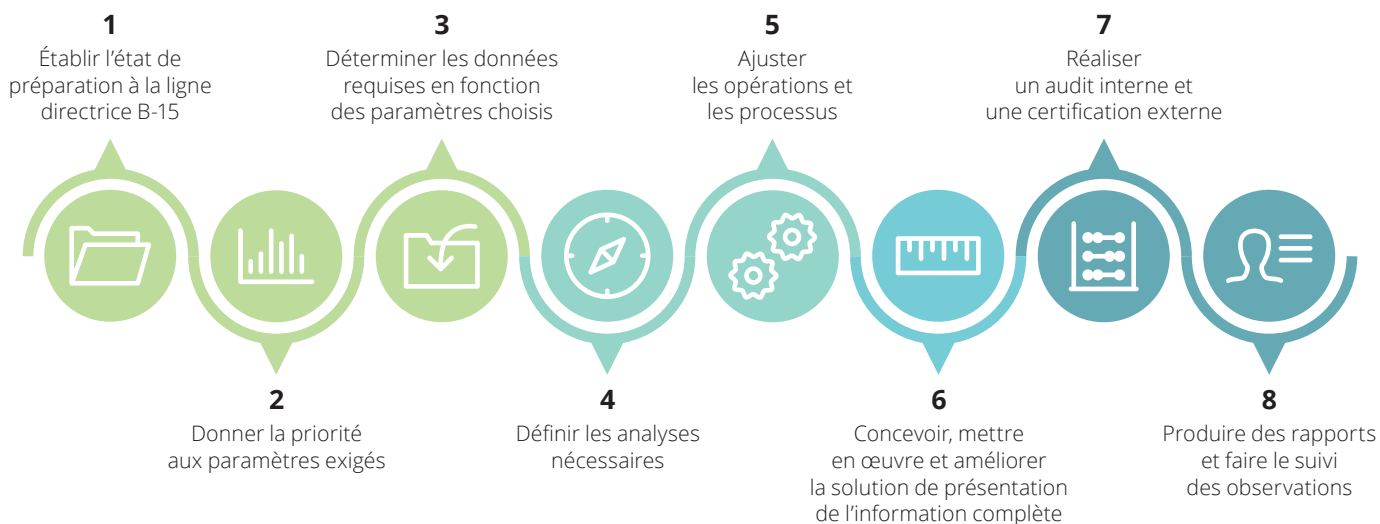 1
Établir l'état de
préparation à la ligne
directrice B-15
2
Donner la priorité
aux paramètres exigés
3
Déterminer les données
requises en fonction
des paramètres choisis
4
Définir les analyses
nécessaires
5
Ajuster
les opérations et
les processus
6
Concevoir, mettre
en œuvre et améliorer
la solution de présentation
de l'information complète
7
Réaliser
un audit interne et
une certification externe
8
Produire des rapports
et faire le suivi
des observations